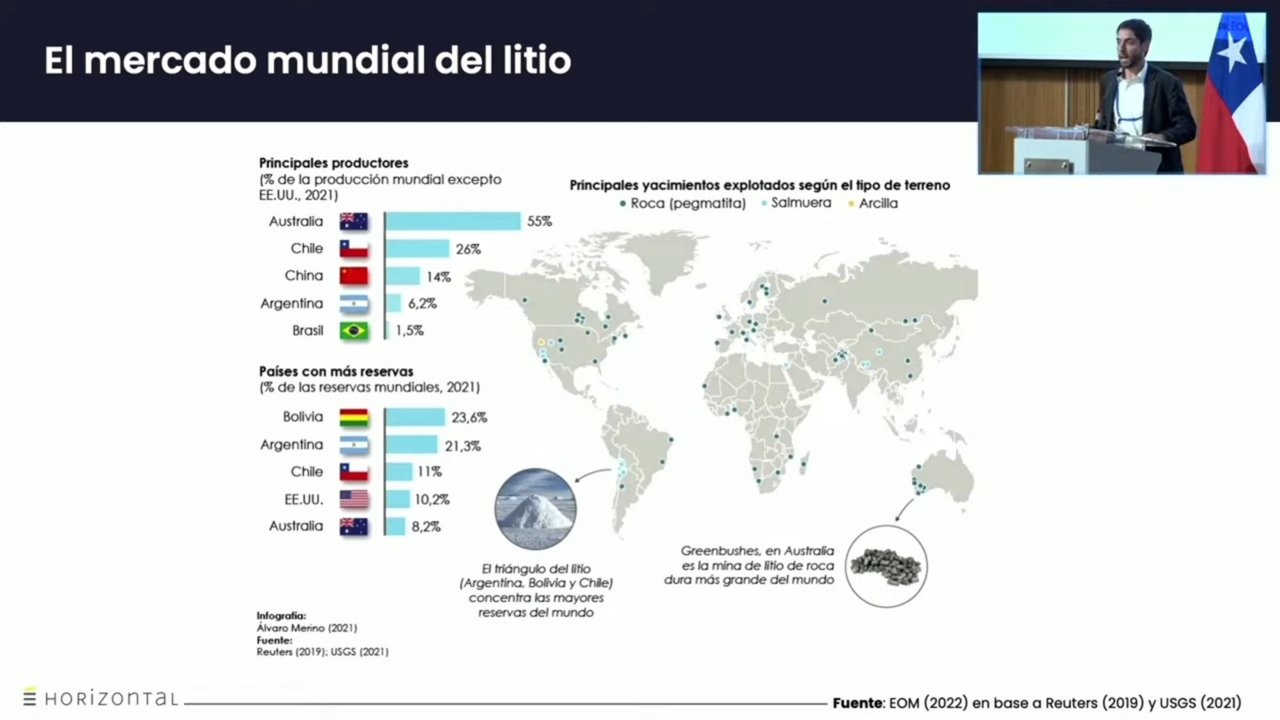 El mercado mundial del litio
Principales productores
(% de la producción mundial excepto
EE.UU., 2021)
Australia 55%
Chile 26%
China 14%
Argentina 6,2%
Brasil 1,5%
Países con más reservas
(% de las reservas mundiales, 2021)
Bolivia 23,6%
Argentina 21,3%
Chile 11%
EE.UU. 10,2%
Australia 8,2%
Principales yacimientos explotados según el tipo de terreno
Roca (pegmatita) Salmuera Arcilla
El triángulo del litio
(Argentina, Bolivia y Chile)
concentra las mayores
reservas del mundo
Greenbushes, en Australia
es la mina de litio de roca
dura más grande del mundo
Infografía:
Álvaro Merino (2021)
Fuente:
Reuters (2019); USGS (2021)
HORIZONTAL
Fuente: EOM (2022) en base a Reuters (2019) y USGS (2021)